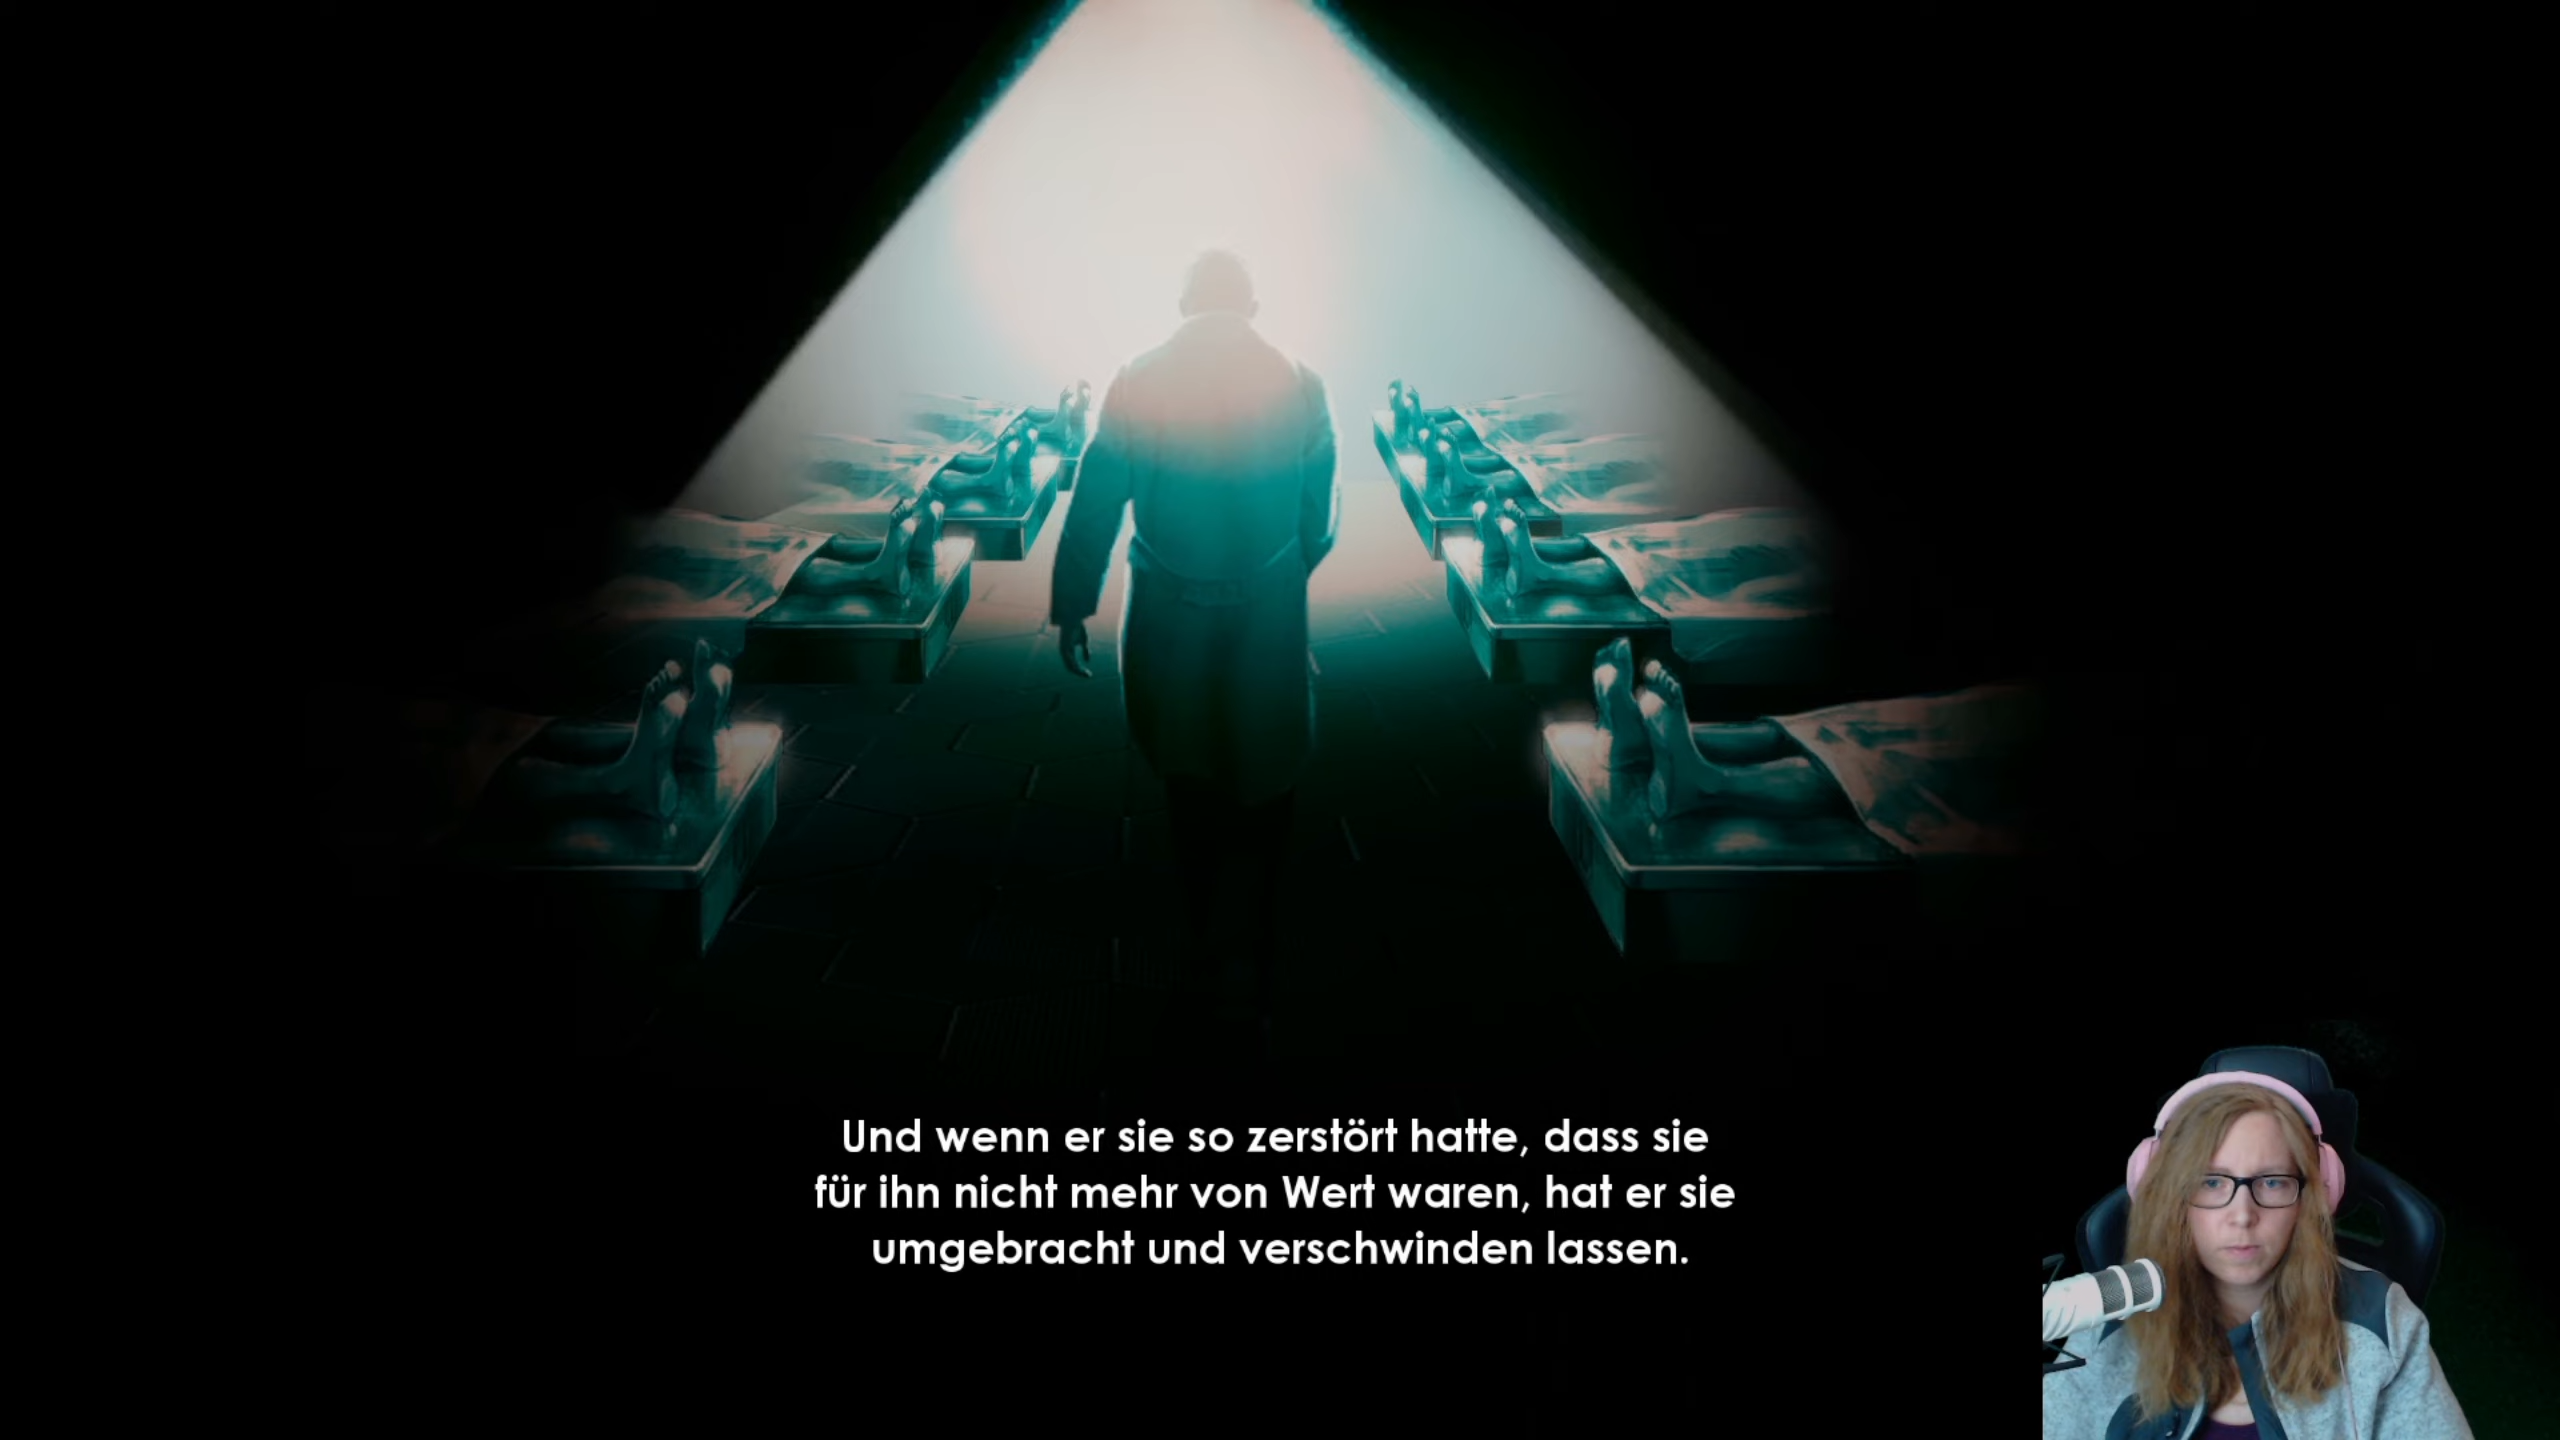 Und wenn er sie so zerstört hatte, dass sie
für ihn nicht mehr von Wert waren, hat er sie
umgebracht und verschwinden lassen.